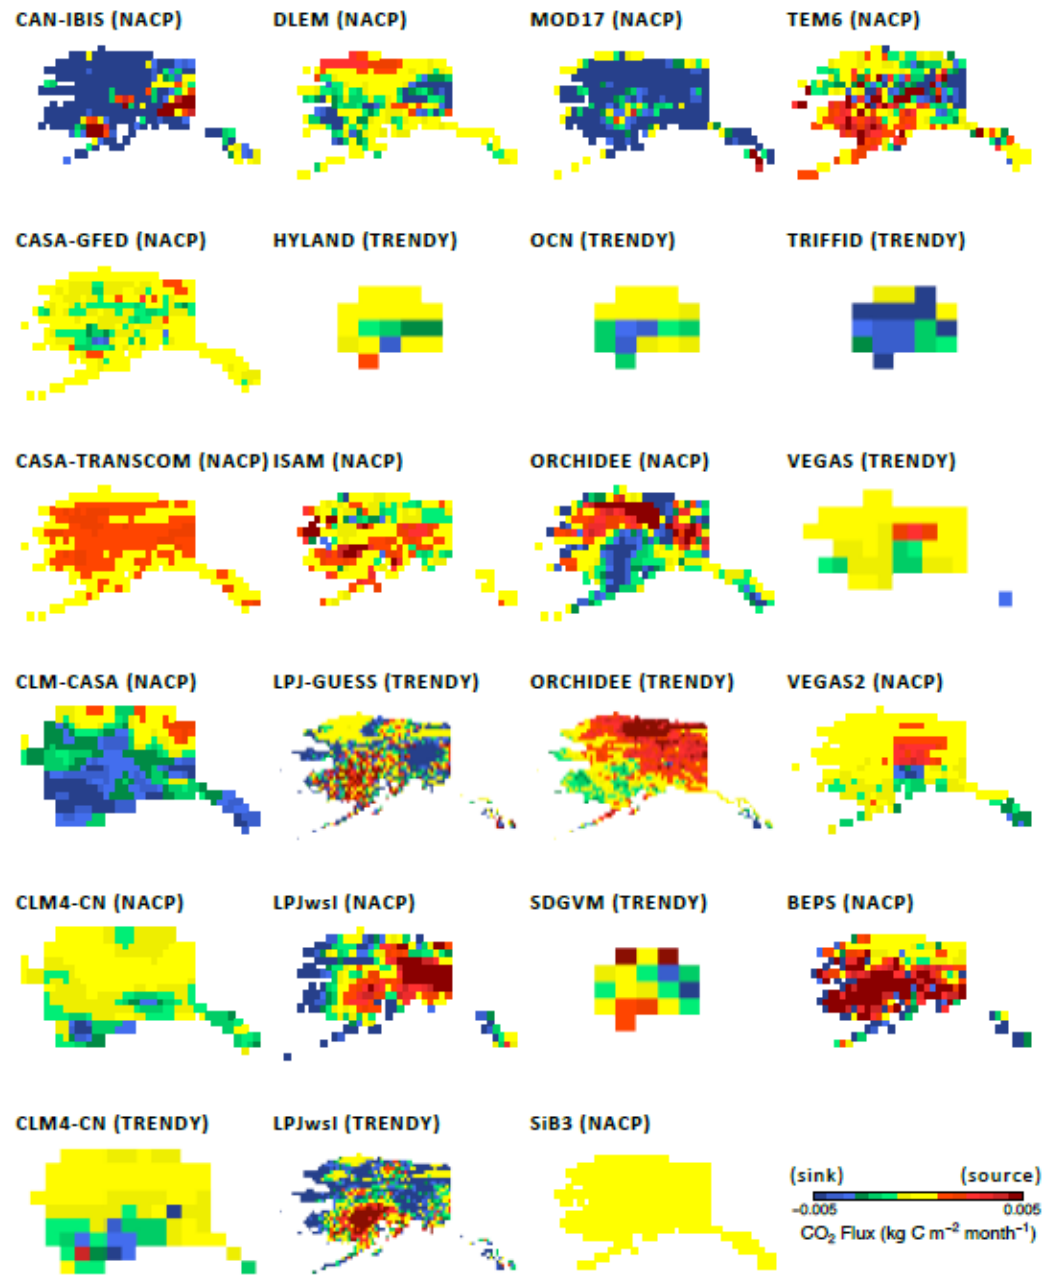 CAN-IBIS (NACP)
DLEM (NACP)
MOD17 (NACP)
TEM6 (NACP)
CASA-GFED (NACP)
HYLAND (TRENDY)
OCN (TRENDY)
TRIFFID (TRENDY)
CASA-TRANSCOM (NACP)
ISAM (NACP)
ORCHIDEE (NACP)
VEGAS (TRENDY)
CLM-CASA (NACP)
LPJ-GUESS (TRENDY)
ORCHIDEE (TRENDY)
VEGAS2 (NACP)
CLM4-CN (NACP)
LPJwsl (NACP)
SDGVM (TRENDY)
BEPS (NACP)
CLM4-CN (TRENDY)
LPJwsl (TRENDY)
SiB3 (NACP)
(sink) (source)
−0.005 0.005
CO₂ Flux (kg C m⁻² month⁻¹)